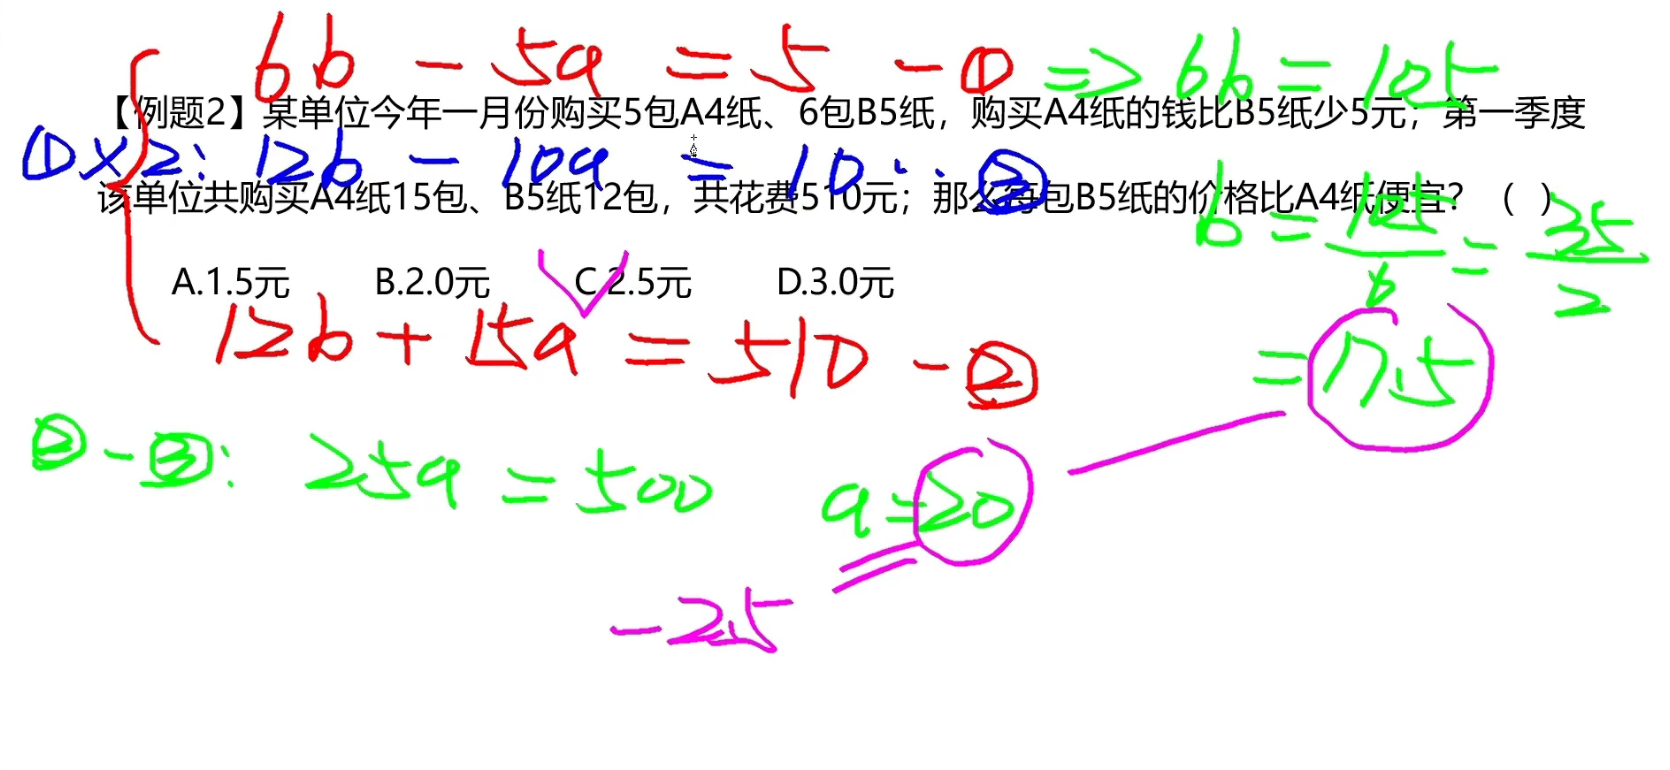 6b - 5a = 5 - ① => 6b = 105
【例题2】某单位今年一月份购买5包A4纸、6包B5纸，购买A4纸的钱比B5纸少5元；第一季度
①×2: 12b - 10a = 10 ·· ③
该单位共购买A4纸15包、B5纸12包，共花费510元；那么每包B5纸的价格比A4纸便宜？（ ）
b = 105/6 = 35/2
A.1.5元 B.2.0元 C.2.5元 D.3.0元
12b + 15a = 510 - ②
= 17.5
②-③: 25a = 500 a = 20
- 2.5